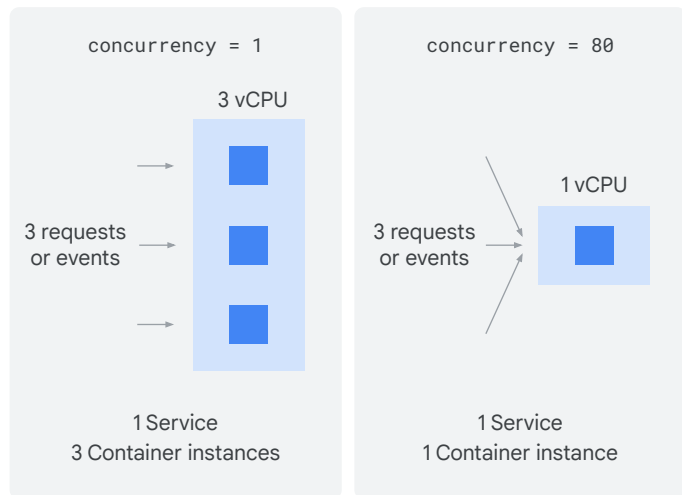 concurrency = 1
3 vCPU
3 requests
or events
1 Service
3 Container instances
concurrency = 80
1 vCPU
3 requests
or events
1 Service
1 Container instance